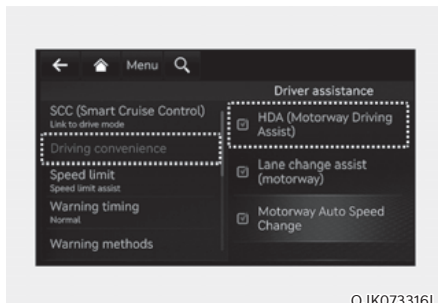 Menu
Driver assistance
SCC (Smart Cruise Control)
Link to drive mode
Driving convenience
Speed limit
Speed limit assist
Warning timing
Normal
Warning methods
HDA (Motorway Driving
Assist)
Lane change assist
(motorway)
Motorway Auto Speed
Change
OJK073316L